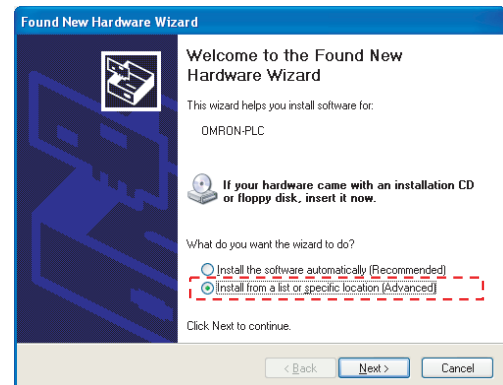 Found New Hardware Wizard
Welcome to the Found New
Hardware Wizard
This wizard helps you install software for:
OMRON-PLC
If your hardware came with an installation CD
or floppy disk, insert it now.
What do you want the wizard to do?
Install the software automatically (Recommended)
Install from a list or specific location (Advanced)
Click Next to continue.
< Back
Next >
Cancel